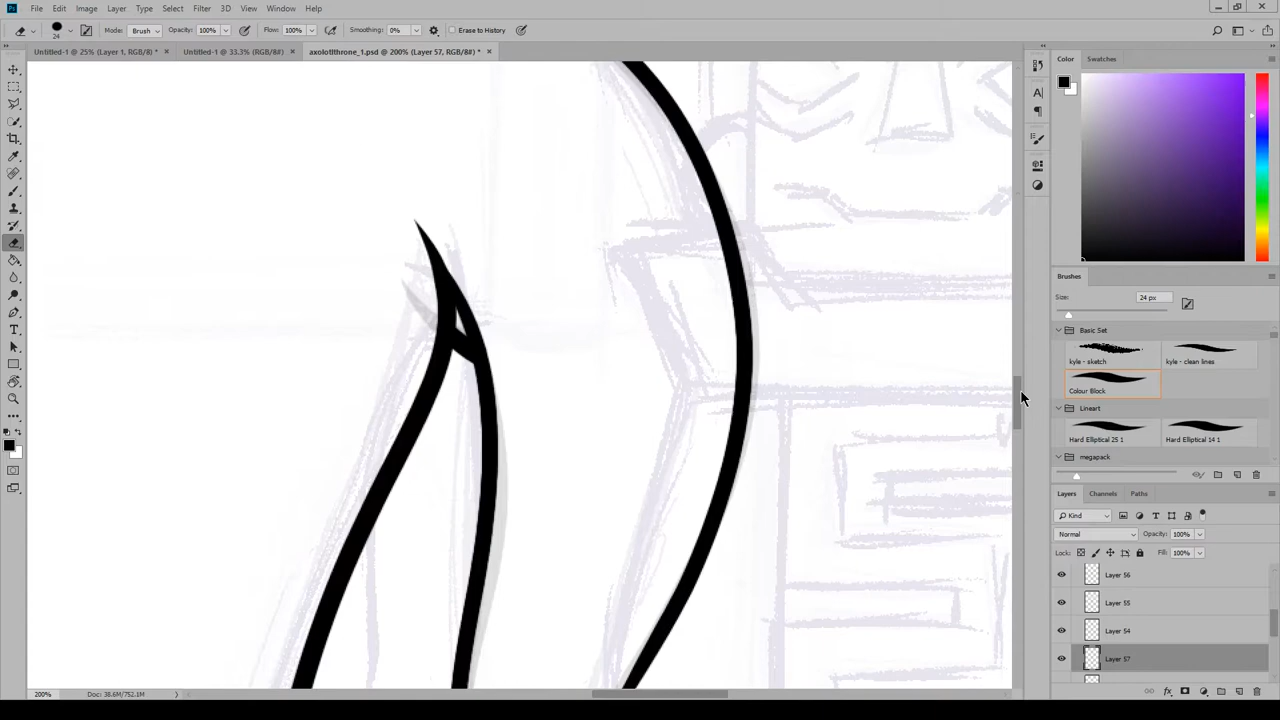 Ps File Edit Image Layer Type Select Filter 3D View Window Help
24 Mode: Brush Opacity: 100% Flow: 100% Smoothing: 0% Erase to History
Untitled-1 @ 25% (Layer 1, RGB/8) * × Untitled-1 @ 33.3% (RGB/8#) × axolotlthrone_1.psd @ 200% (Layer 57, RGB/8#) * ×
Color Swatches
Brushes
Size: 24 px
Basic Set
kyle - sketch kyle - clean lines
Colour Block
Lineart
Hard Elliptical 25 1 Hard Elliptical 14 1
megapack
Layers Channels Paths
Kind
Normal Opacity: 100%
Lock: Fill: 100%
Layer 56
Layer 55
Layer 54
Layer 57
200% Doc: 38.6M/752.1M